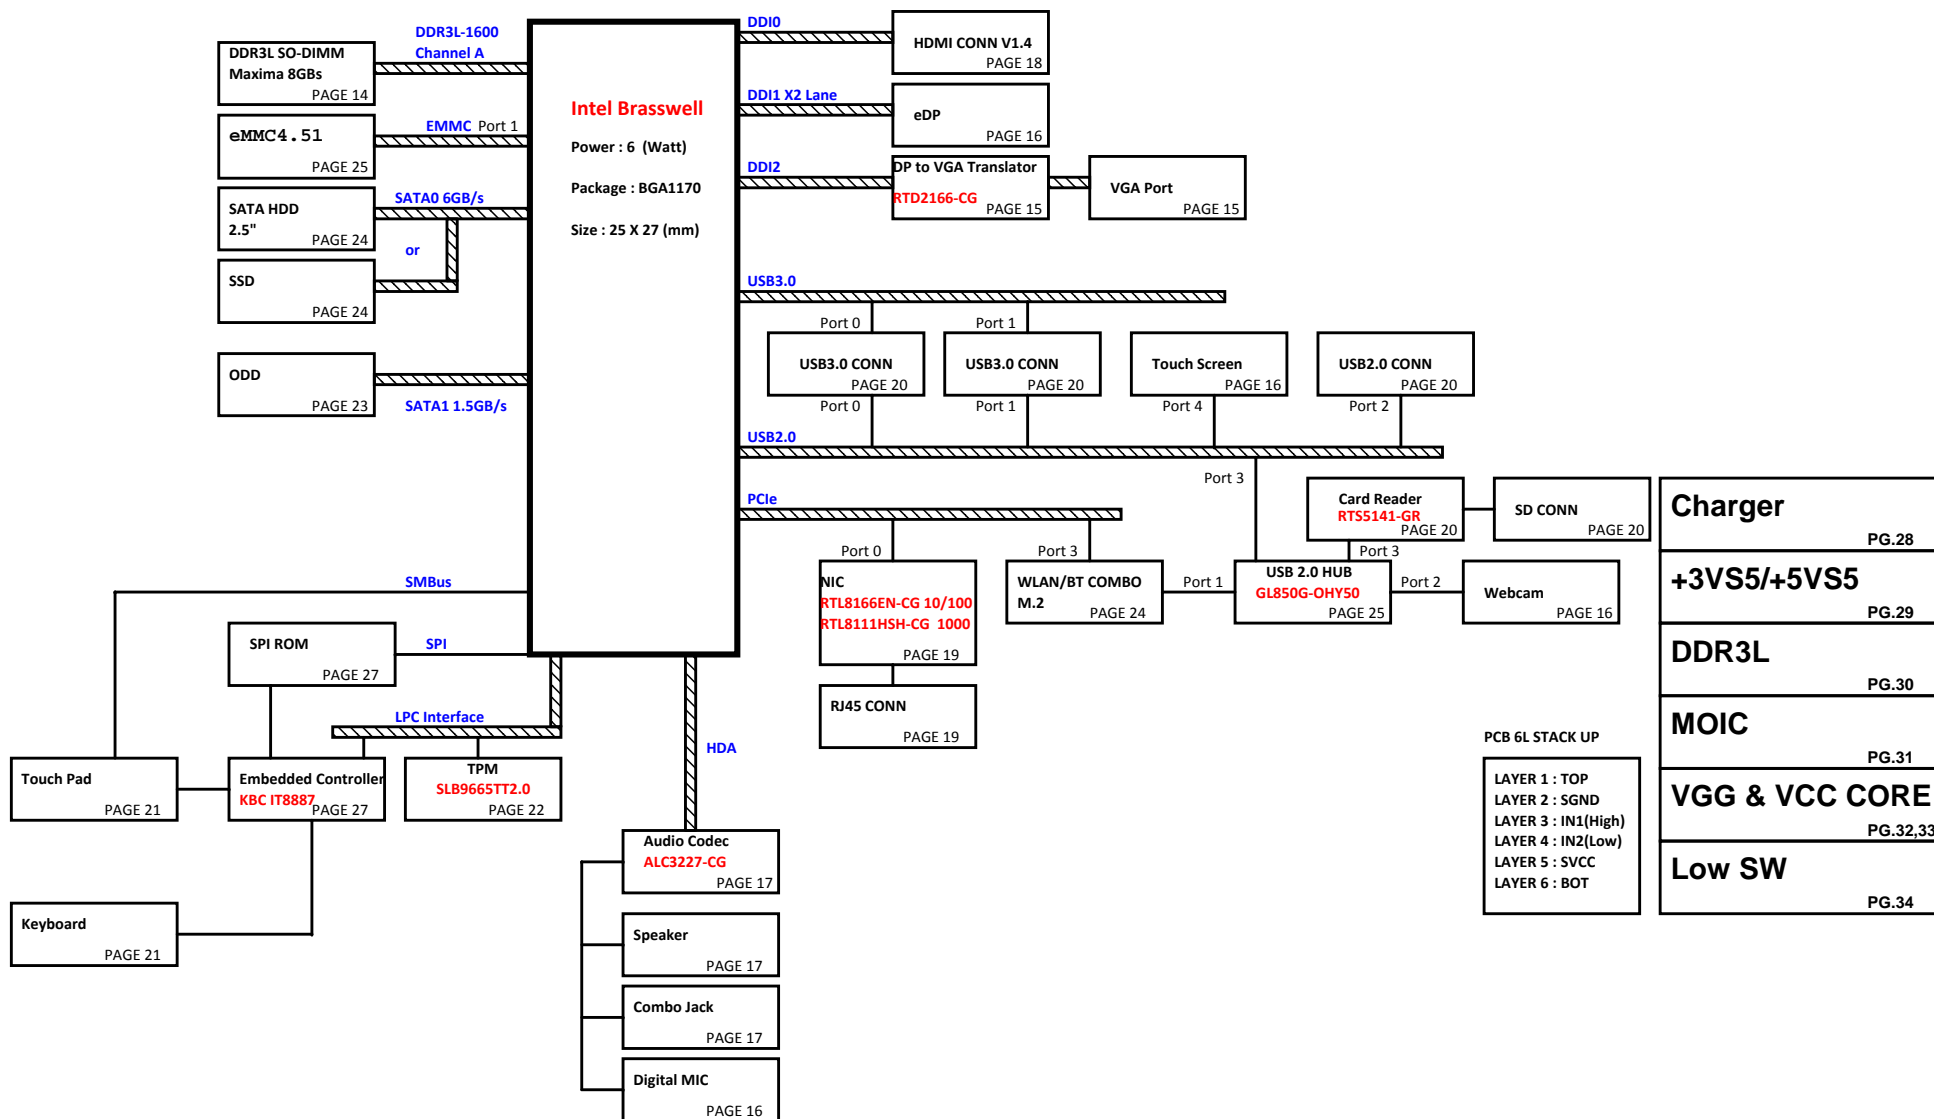 DDR3L SO-DIMM
Maxima 8GBs
PAGE 14
DDR3L-1600
Channel A
eMMC4.51
PAGE 25
EMMC Port 1
SATA HDD
2.5"
PAGE 24
SATA0 6GB/s
or
SSD
PAGE 24
ODD
PAGE 23
SATA1 1.5GB/s
Intel Brasswell
Power : 6 (Watt)
Package : BGA1170
Size : 25 X 27 (mm)
DDI0
HDMI CONN V1.4
PAGE 18
DDI1 X2 Lane
eDP
PAGE 16
DDI2
DP to VGA Translator
RTD2166-CG
PAGE 15
VGA Port
PAGE 15
USB3.0
Port 0
Port 1
USB3.0 CONN
PAGE 20
USB3.0 CONN
PAGE 20
Touch Screen
PAGE 16
USB2.0 CONN
PAGE 20
Port 0
Port 1
Port 4
Port 2
USB2.0
Port 3
PCIe
Card Reader
RTS5141-GR
PAGE 20
SD CONN
PAGE 20
Port 0
Port 3
Port 3
NIC
RTL8166EN-CG 10/100
RTL8111HSH-CG 1000
PAGE 19
WLAN/BT COMBO
M.2
PAGE 24
Port 1
USB 2.0 HUB
GL850G-OHY50
PAGE 25
Port 2
Webcam
PAGE 16
RJ45 CONN
PAGE 19
SMBus
SPI ROM
PAGE 27
SPI
LPC Interface
HDA
Touch Pad
PAGE 21
Embedded Controller
KBC IT8887
PAGE 27
TPM
SLB9665TT2.0
PAGE 22
Keyboard
PAGE 21
Audio Codec
ALC3227-CG
PAGE 17
Speaker
PAGE 17
Combo Jack
PAGE 17
Digital MIC
PAGE 16
PCB 6L STACK UP
LAYER 1 : TOP
LAYER 2 : SGND
LAYER 3 : IN1(High)
LAYER 4 : IN2(Low)
LAYER 5 : SVCC
LAYER 6 : BOT
Charger
PG.28
+3VS5/+5VS5
PG.29
DDR3L
PG.30
MOIC
PG.31
VGG & VCC CORE
PG.32,33
Low SW
PG.34